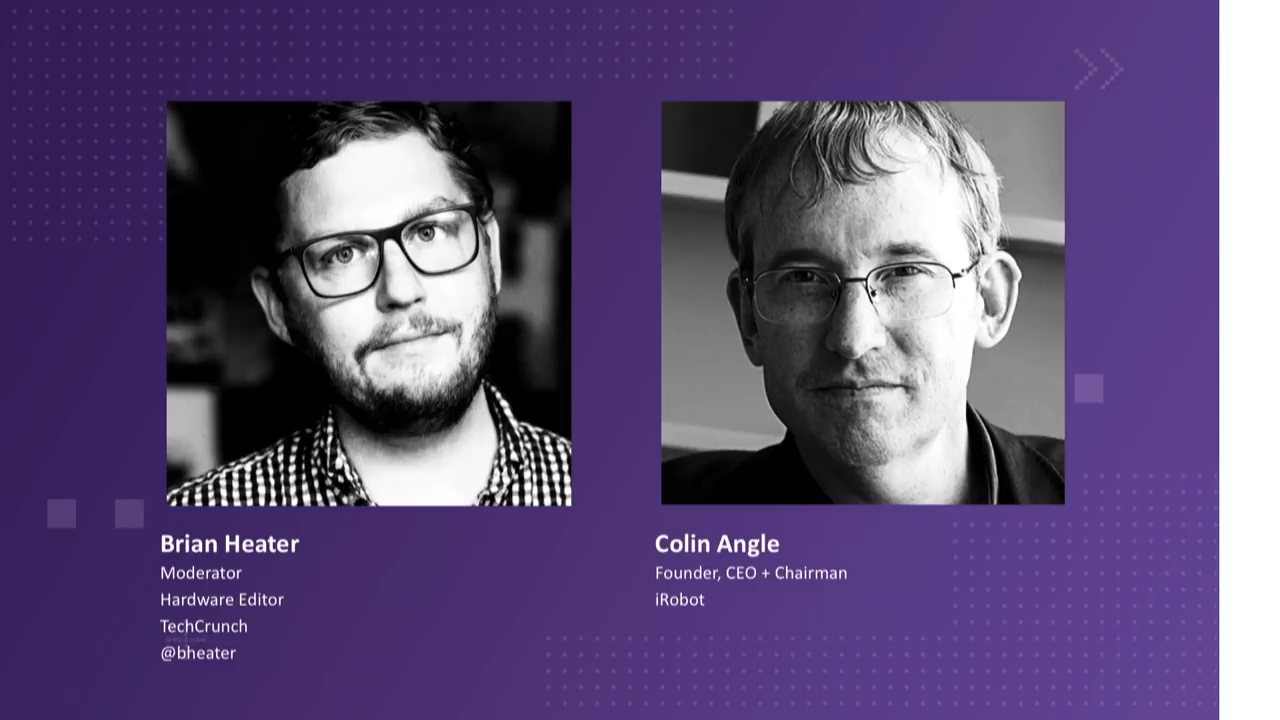 Brian Heater
Moderator
Hardware Editor
TechCrunch
@bheater
Colin Angle
Founder, CEO + Chairman
iRobot